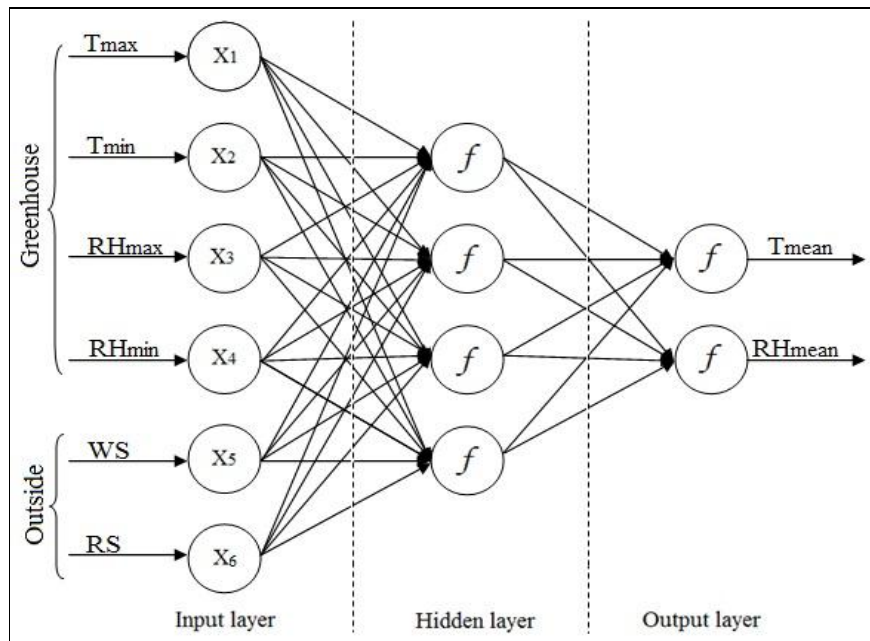 Greenhouse
Tmax
X1
Tmin
X2
f
RHmax
X3
f
f
Tmean
RHmin
X4
f
f
RHmean
Outside
WS
X5
f
RS
X6
Input layer
Hidden layer
Output layer